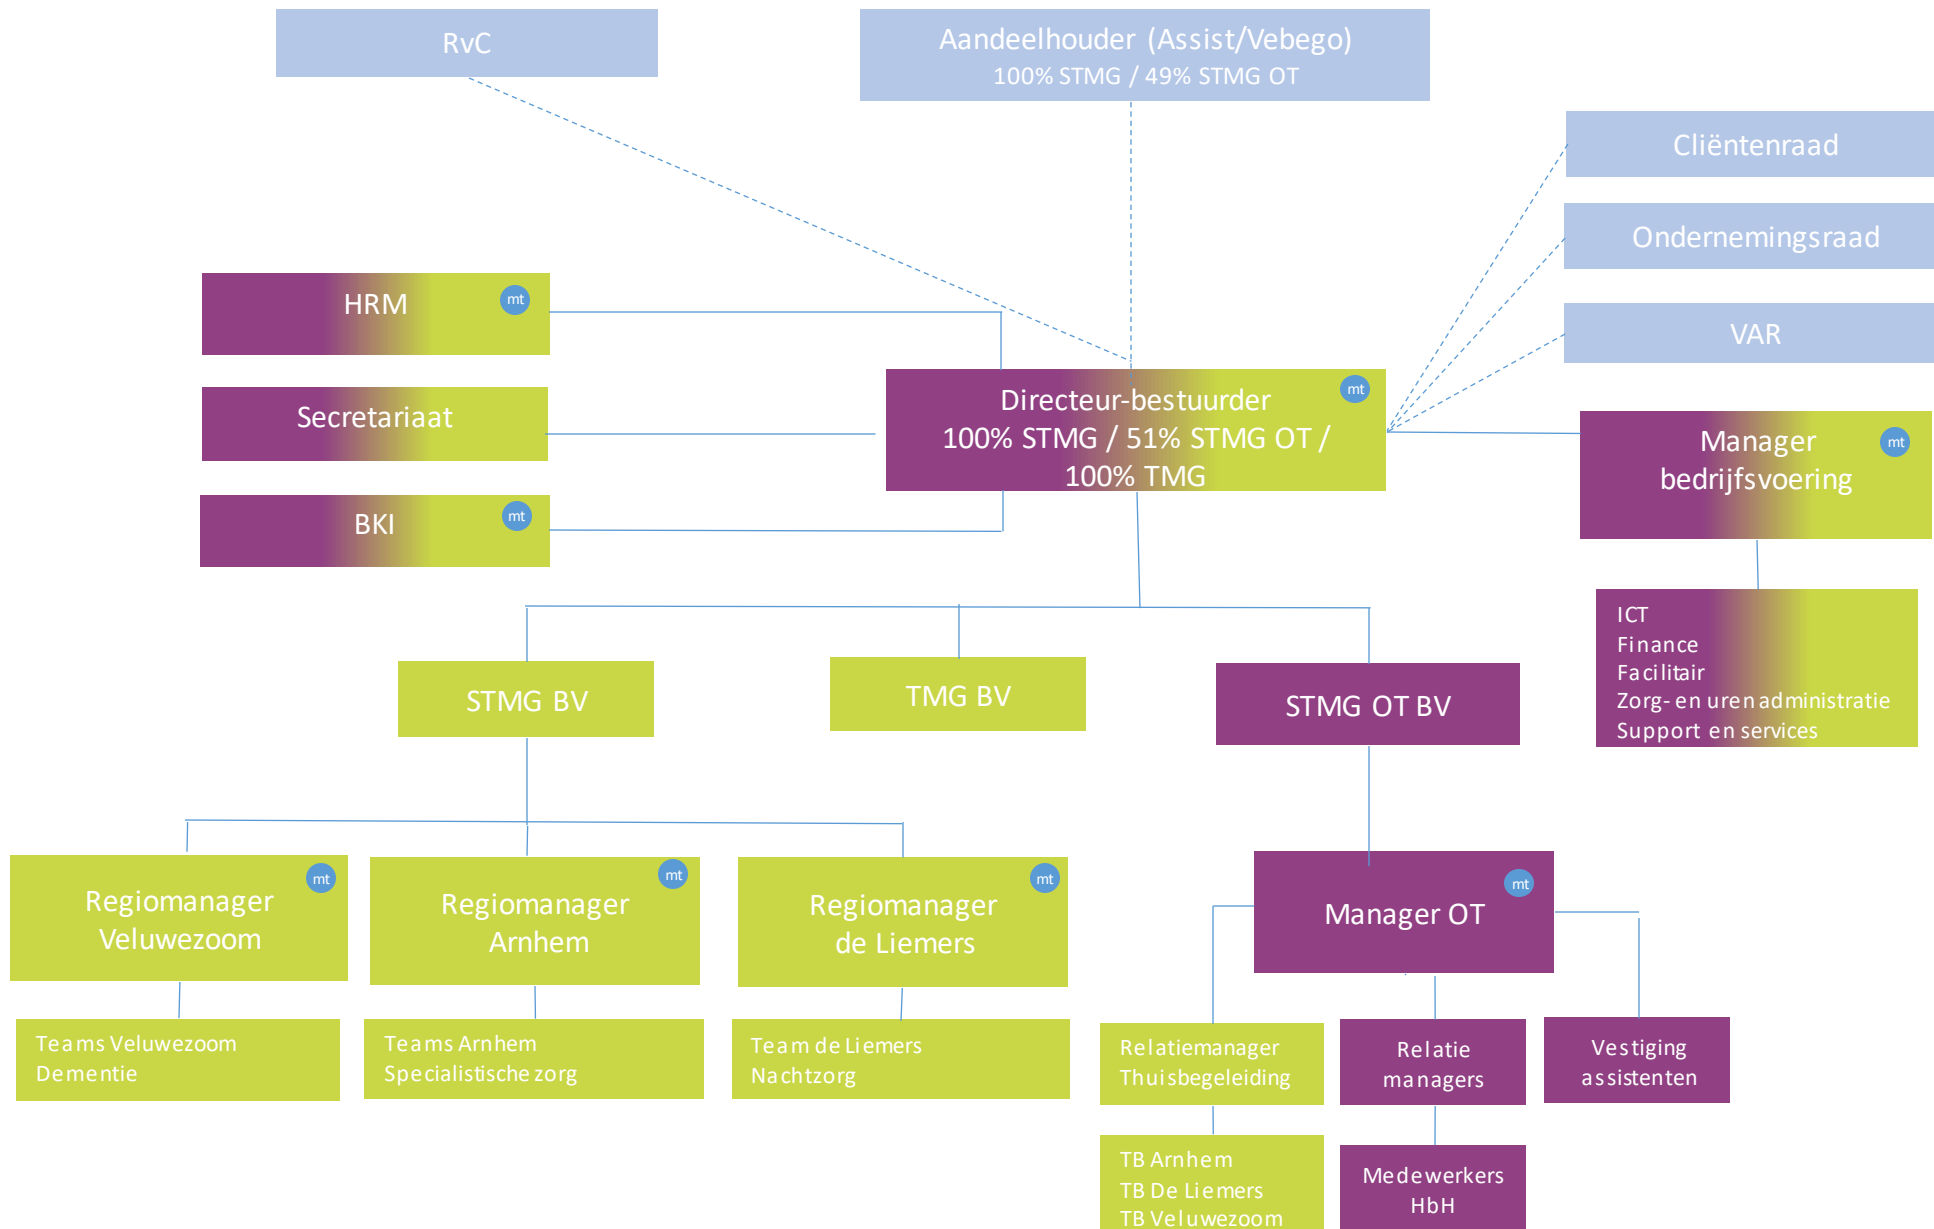 RvC
Aandeelhouder (Assist/Vebego)
100% STMG / 49% STMG OT
Cliëntenraad
Ondernemingsraad
VAR
HRM
mt
Secretariaat
BKI
mt
Directeur-bestuurder
mt
100% STMG / 51% STMG OT /
100% TMG
Manager
mt
bedrijfsvoering
ICT
Finance
Facilitair
Zorg- en urenadministratie
Support en services
STMG BV
TMG BV
STMG OT BV
Regiomanager
mt
Veluwezoom
Regiomanager
mt
Arnhem
Regiomanager
mt
de Liemers
Manager OT
mt
Teams Veluwezoom
Dementie
Teams Arnhem
Specialistische zorg
Team de Liemers
Nachtzorg
Relatiemanager
Thuisbegeleiding
Relatie
managers
Vestiging
assistenten
TB Arnhem
TB De Liemers
TB Veluwezoom
Medewerkers
HbH